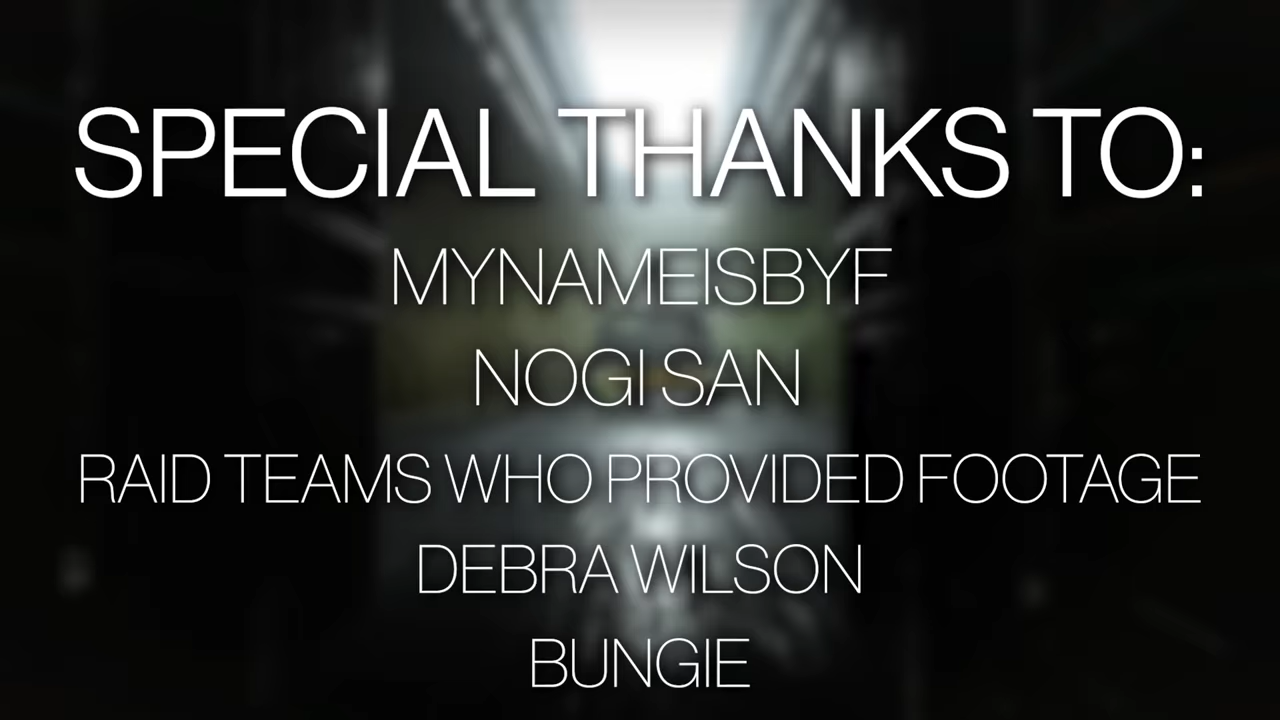 SPECIAL THANKS TO:
MYNAMEISBYF
NOGI SAN
RAID TEAMS WHO PROVIDED FOOTAGE
DEBRA WILSON
BUNGIE